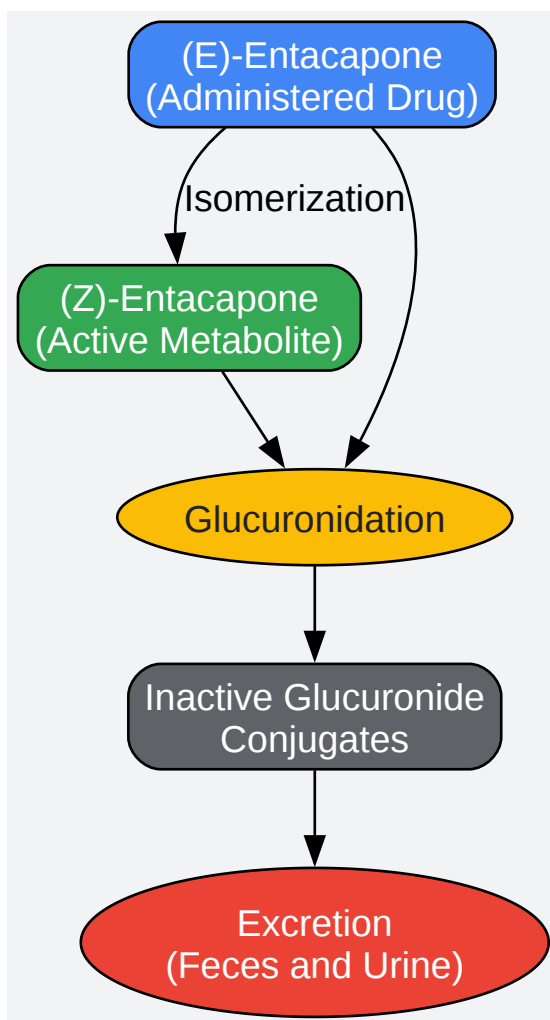 (E)-Entacapone
(Administered Drug)
Isomerization
(Z)-Entacapone
(Active Metabolite)
Glucuronidation
Inactive Glucuronide
Conjugates
Excretion
(Feces and Urine)